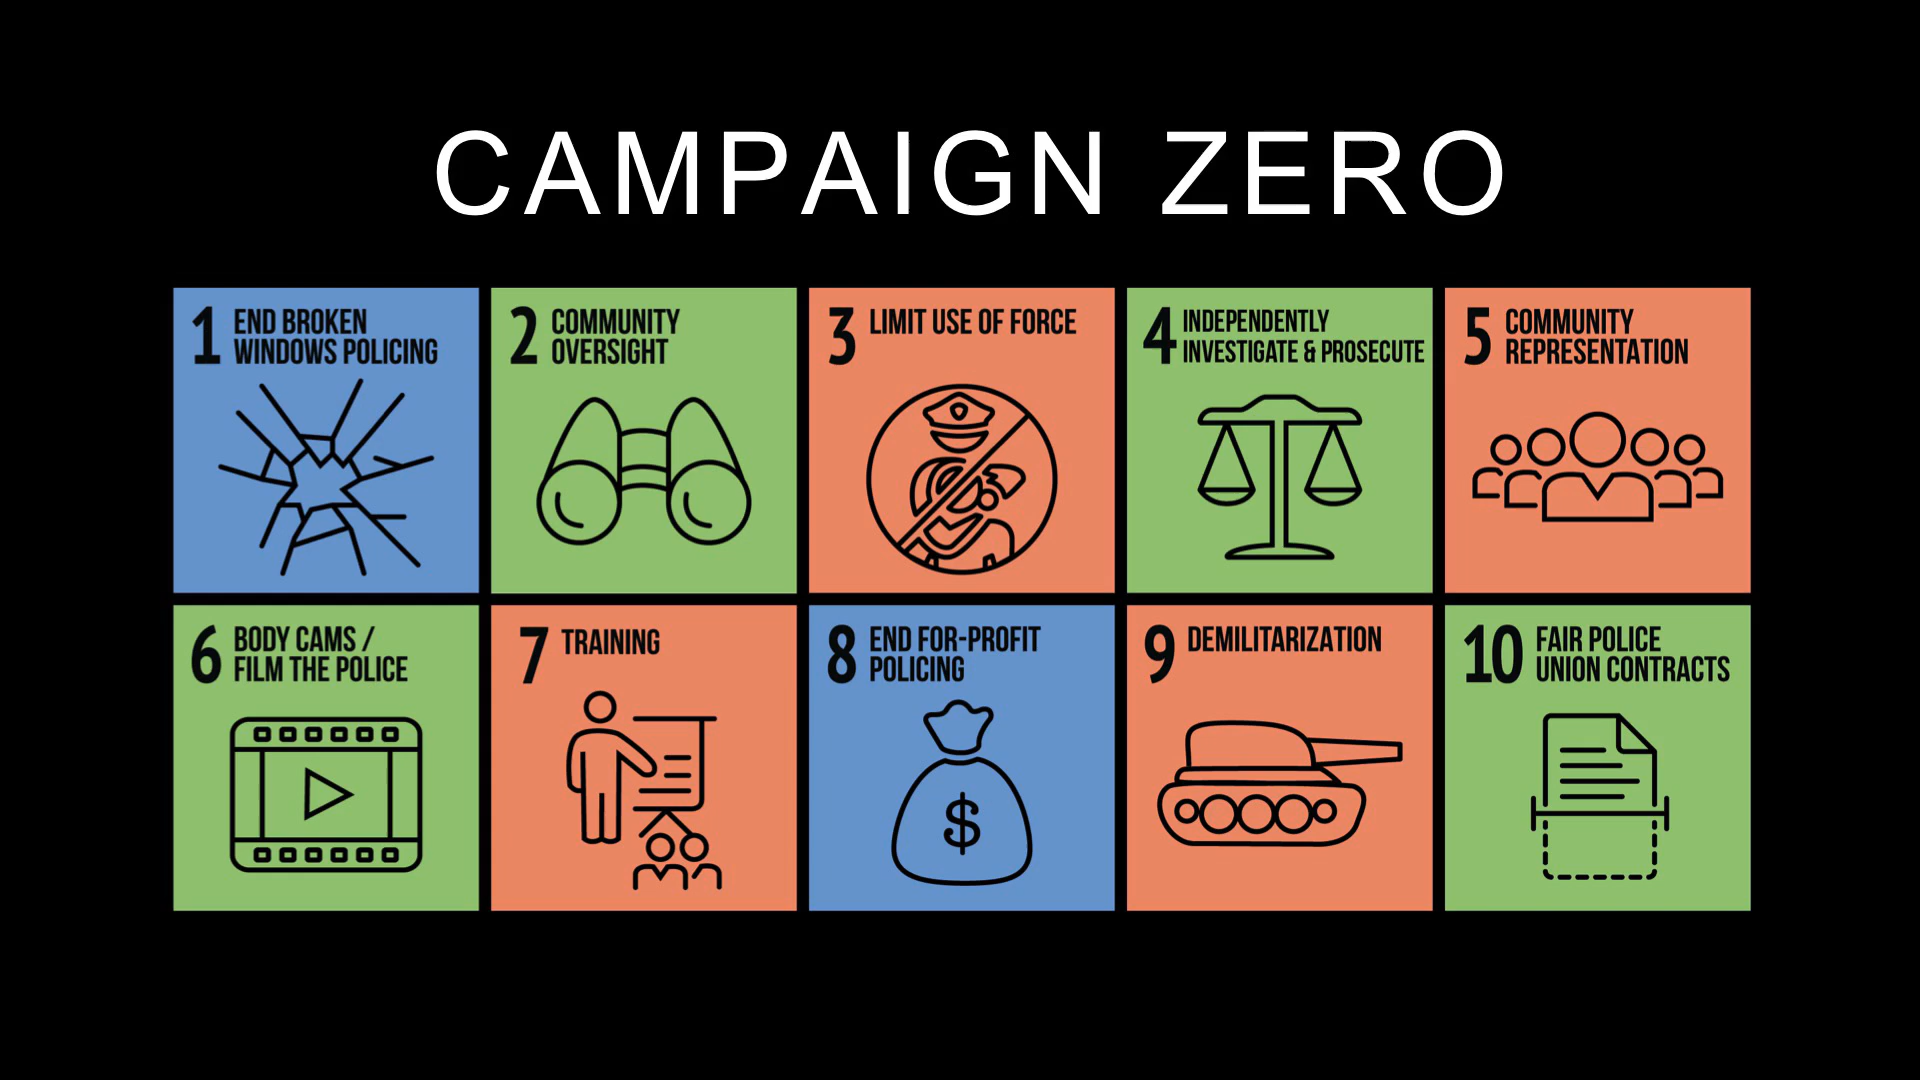 CAMPAIGN ZERO
1 END BROKEN
WINDOWS POLICING
2 COMMUNITY
OVERSIGHT
3 LIMIT USE OF FORCE
4 INDEPENDENTLY
INVESTIGATE & PROSECUTE
5 COMMUNITY
REPRESENTATION
6 BODY CAMS /
FILM THE POLICE
7 TRAINING
8 END FOR-PROFIT
POLICING
$
9 DEMILITARIZATION
10 FAIR POLICE
UNION CONTRACTS